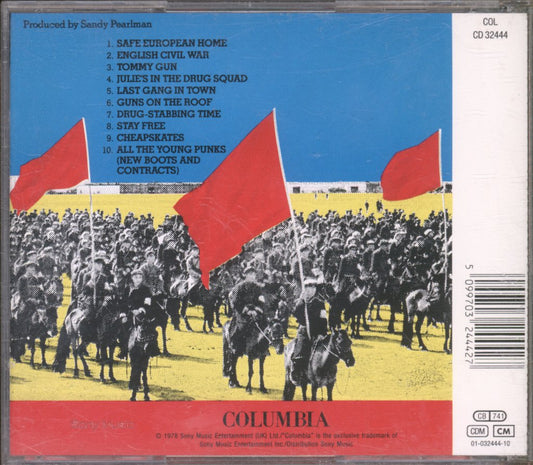 Produced by Sandy Pearlman
1. SAFE EUROPEAN HOME
2. ENGLISH CIVIL WAR
3. TOMMY GUN
4. JULIE'S IN THE DRUG SQUAD
5. LAST GANG IN TOWN
6. GUNS ON THE ROOF
7. DRUG-STABBING TIME
8. STAY FREE
9. CHEAPSKATES
10. ALL THE YOUNG PUNKS
(NEW BOOTS AND
CONTRACTS)
COL
CD 32444
5 099703 244427
CB 741
CDM CM
01-032444-10
COLUMBIA
© 1978 Sony Music Entertainment (UK) Ltd./"Columbia" is the exclusive trademark of
Sony Music Entertainment Inc./Distribution Sony Music.